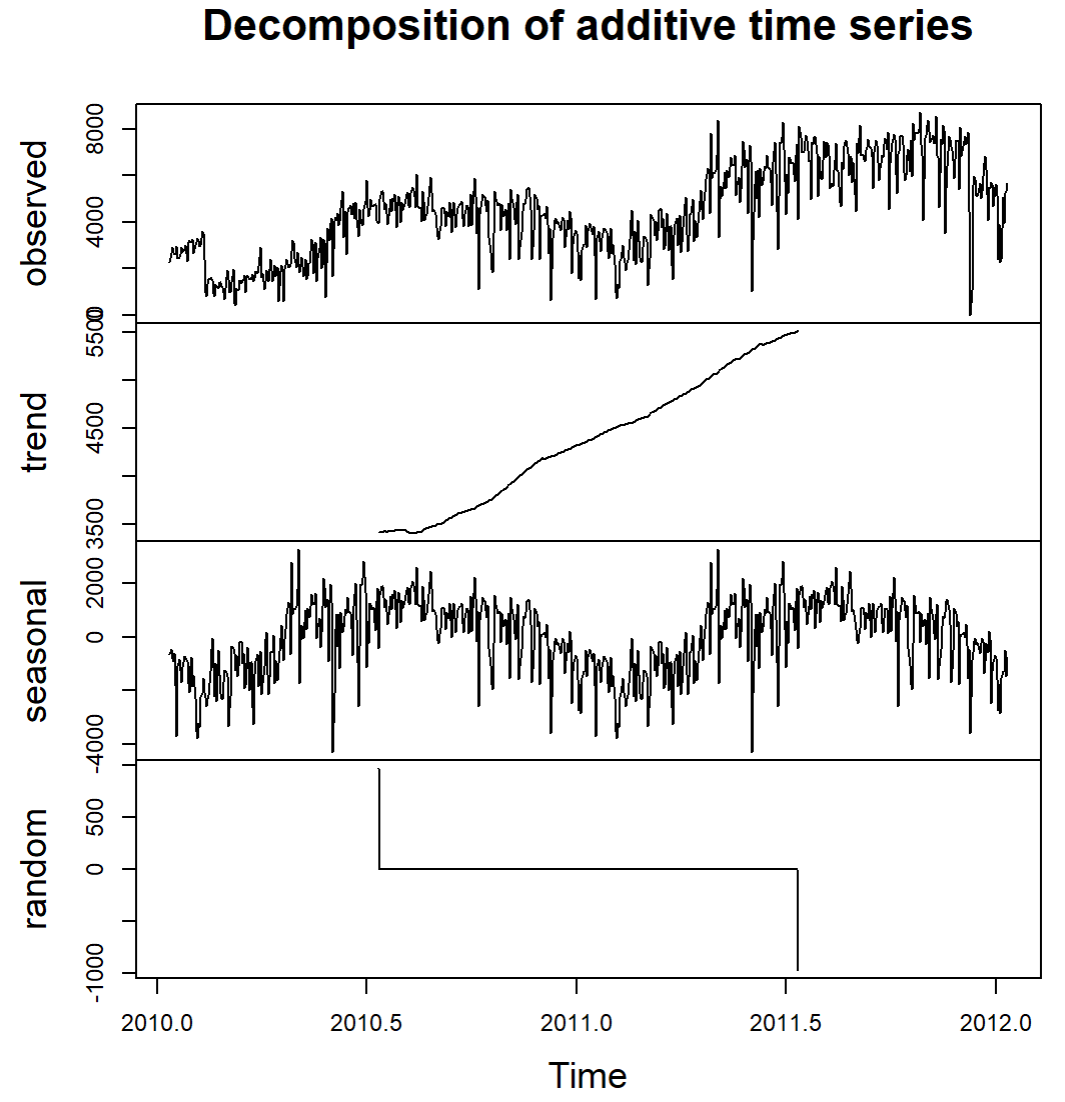 Decomposition of additive time series
observed
0 4000 8000
trend
3500 4500 5500
seasonal
-4000 0 2000
random
-1000 0 500
2010.0 2010.5 2011.0 2011.5 2012.0
Time